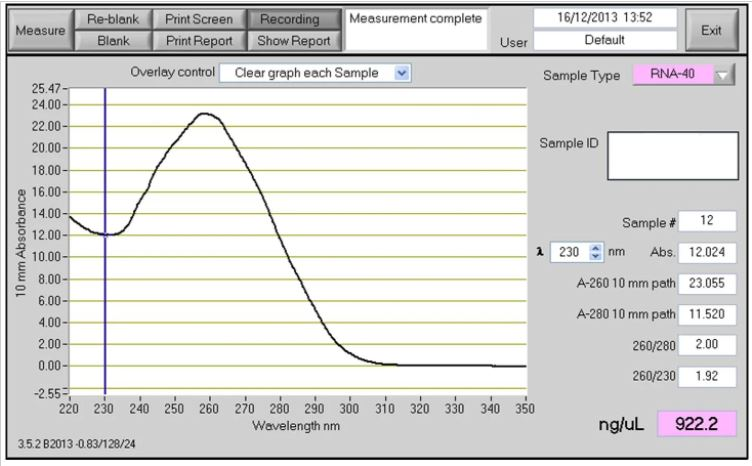 Measure
Re-blank
Blank
Print Screen
Print Report
Recording
Show Report
Measurement complete
User
16/12/2013 13:52
Default
Exit
Overlay control Clear graph each Sample
Sample Type RNA-40
Sample ID
Sample # 12
λ 230 nm Abs. 12.024
A-260 10 mm path 23.055
A-280 10 mm path 11.520
260/280 2.00
260/230 1.92
ng/uL 922.2
10 mm Absorbance
25.47
24.00
22.00
20.00
18.00
16.00
14.00
12.00
10.00
8.00
6.00
4.00
2.00
0.00
-2.55
220 230 240 250 260 270 280 290 300 310 320 330 340 350
Wavelength nm
3.5.2 B2013 -0.83/128/24